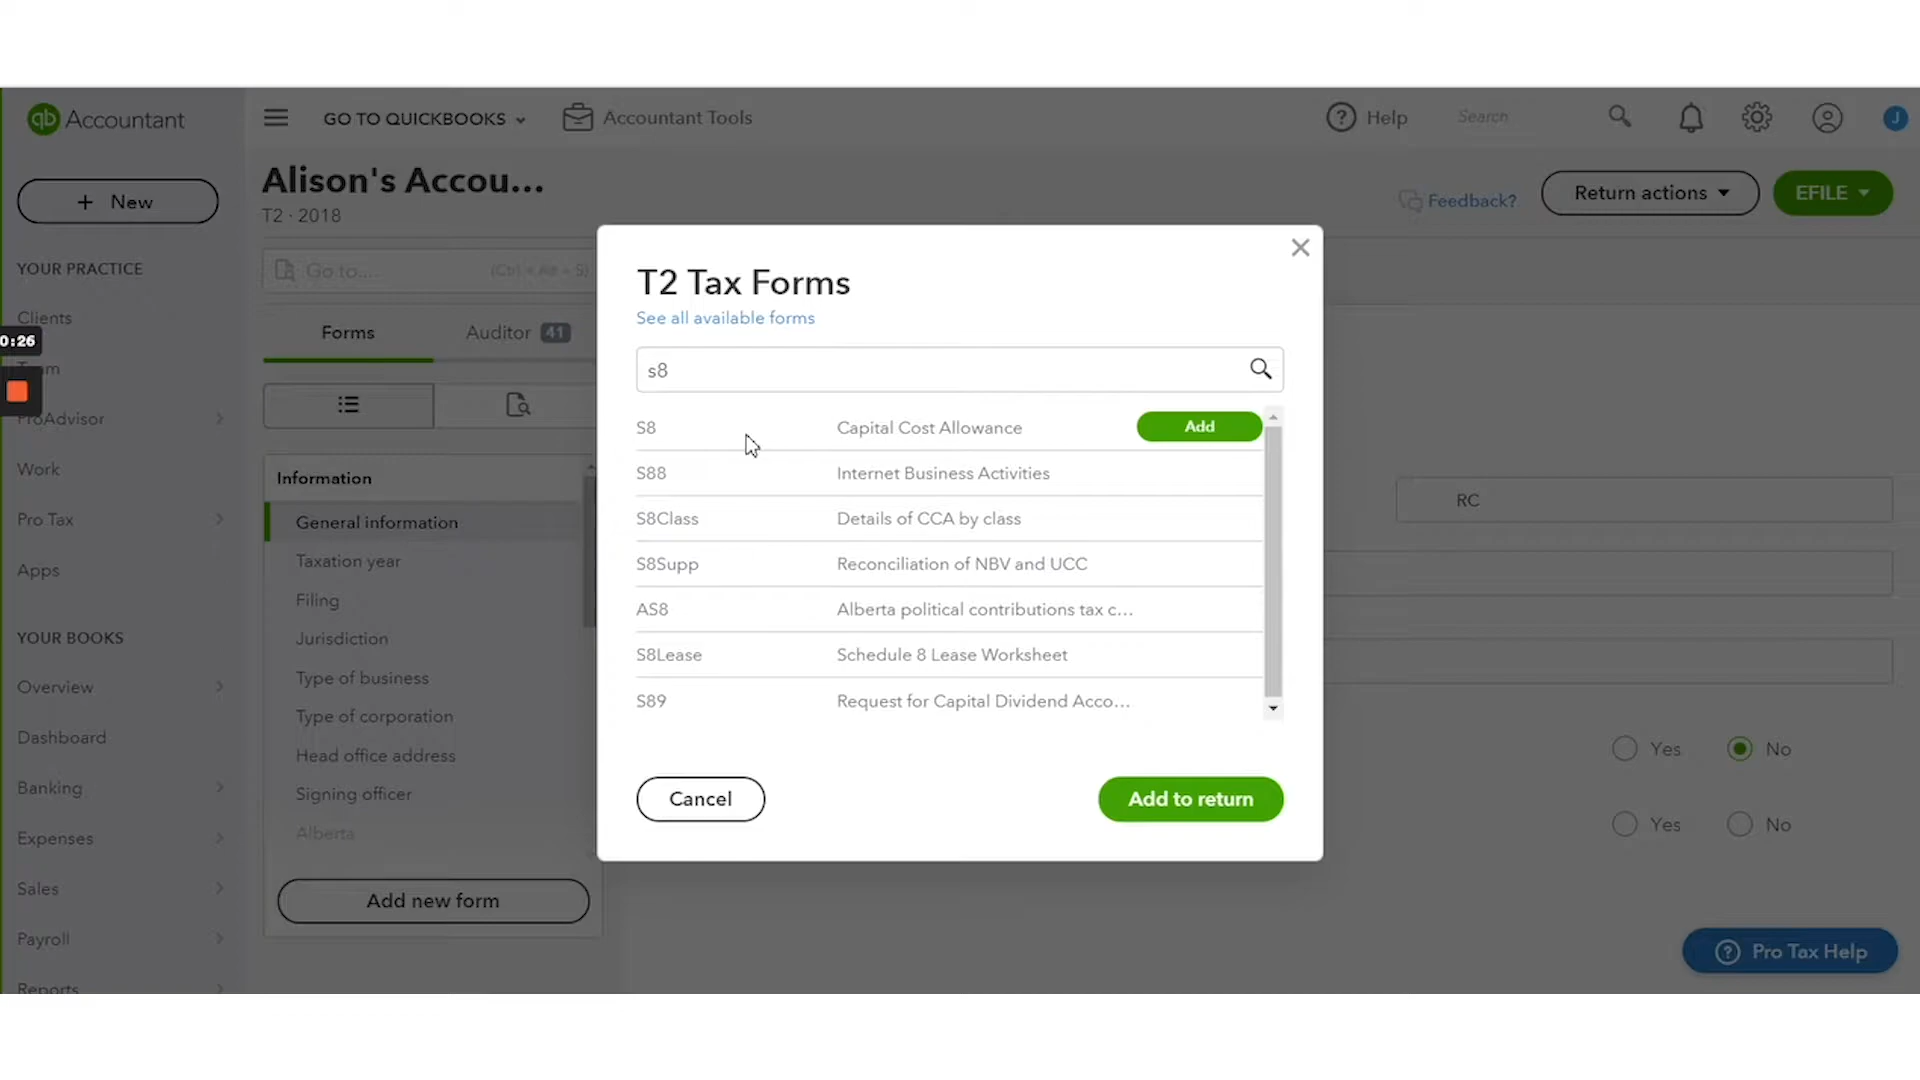 qb Accountant
GO TO QUICKBOOKS
Accountant Tools
Help
Search
J
+ New
Alison's Accou...
T2 · 2018
Feedback?
Return actions
EFILE
YOUR PRACTICE
Clients
0:26
ProAdvisor
Work
Pro Tax
Apps
YOUR BOOKS
Overview
Dashboard
Banking
Expenses
Sales
Payroll
Reports
Go to....
(Ctrl + Alt + S)
Forms
Auditor 41
Information
General information
Taxation year
Filing
Jurisdiction
Type of business
Type of corporation
Head office address
Signing officer
Alberta
Add new form
T2 Tax Forms
See all available forms
s8
S8 Capital Cost Allowance Add
S88 Internet Business Activities
S8Class Details of CCA by class
S8Supp Reconciliation of NBV and UCC
AS8 Alberta political contributions tax c...
S8Lease Schedule 8 Lease Worksheet
S89 Request for Capital Dividend Acco...
Cancel
Add to return
RC
Yes No
Yes No
Pro Tax Help